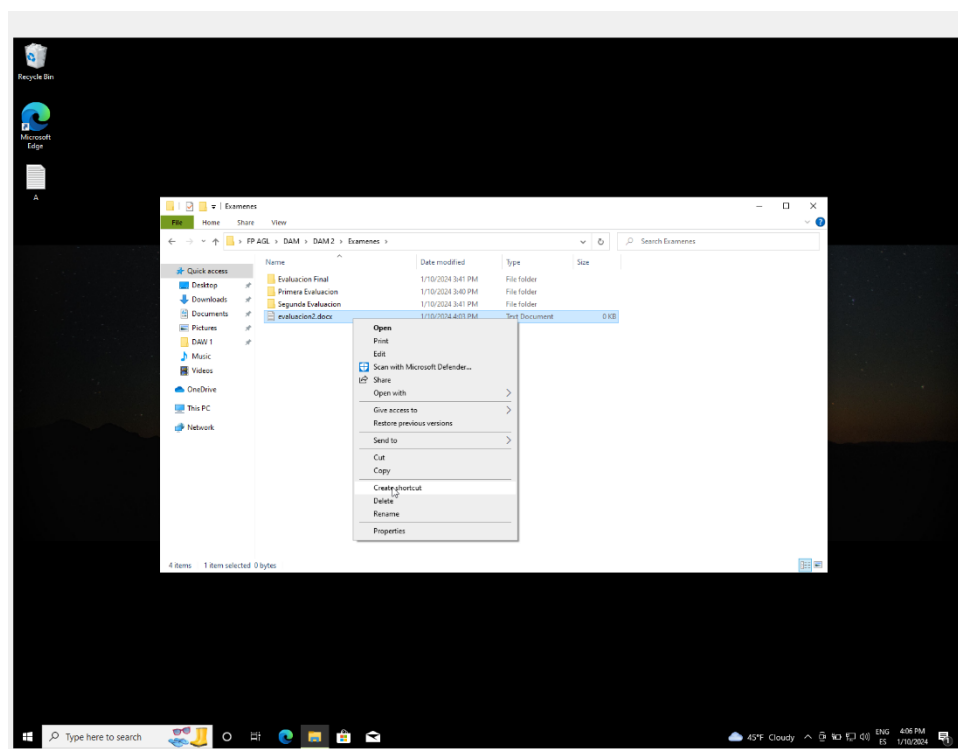 Recycle Bin
Microsoft
Edge
A
Examenes
File Home Share View
FP AGL > DAM > DAM 2 > Examenes >
Search Examenes
Name Date modified Type Size
Quick access
Desktop
Downloads
Documents
Pictures
DAW 1
Music
Videos
OneDrive
This PC
Network
Evaluacion Final 1/10/2024 3:41 PM File folder
Primera Evaluacion 1/10/2024 3:40 PM File folder
Segunda Evaluacion 1/10/2024 3:41 PM File folder
evaluacion2.docx 1/10/2024 4:03 PM Text Document 0 KB
Open
Print
Edit
Scan with Microsoft Defender...
Share
Open with
Give access to
Restore previous versions
Send to
Cut
Copy
Create shortcut
Delete
Rename
Properties
4 items 1 item selected 0 bytes
Type here to search
45°F Cloudy
ENG
ES
4:06 PM
1/10/2024